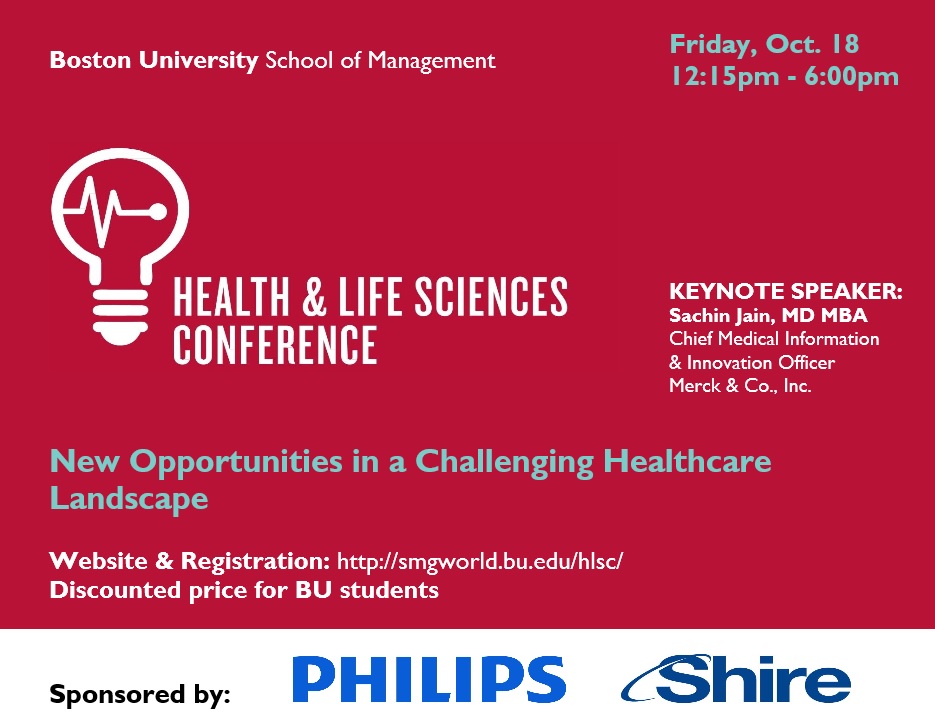 Boston University School of Management
Friday, Oct. 18
12:15pm - 6:00pm
HEALTH & LIFE SCIENCES
CONFERENCE
KEYNOTE SPEAKER:
Sachin Jain, MD MBA
Chief Medical Information
& Innovation Officer
Merck & Co., Inc.
New Opportunities in a Challenging Healthcare
Landscape
Website & Registration: http://smgworld.bu.edu/hlsc/
Discounted price for BU students
Sponsored by: PHILIPS Shire